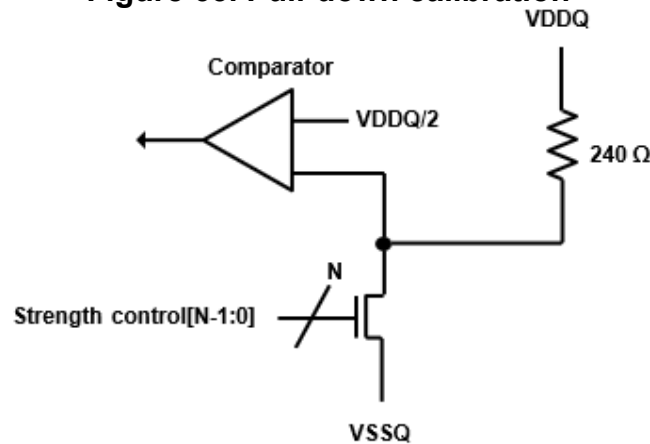 VDDQ
Comparator
VDDQ/2
240 Ω
N
Strength control[N-1:0]
VSSQ